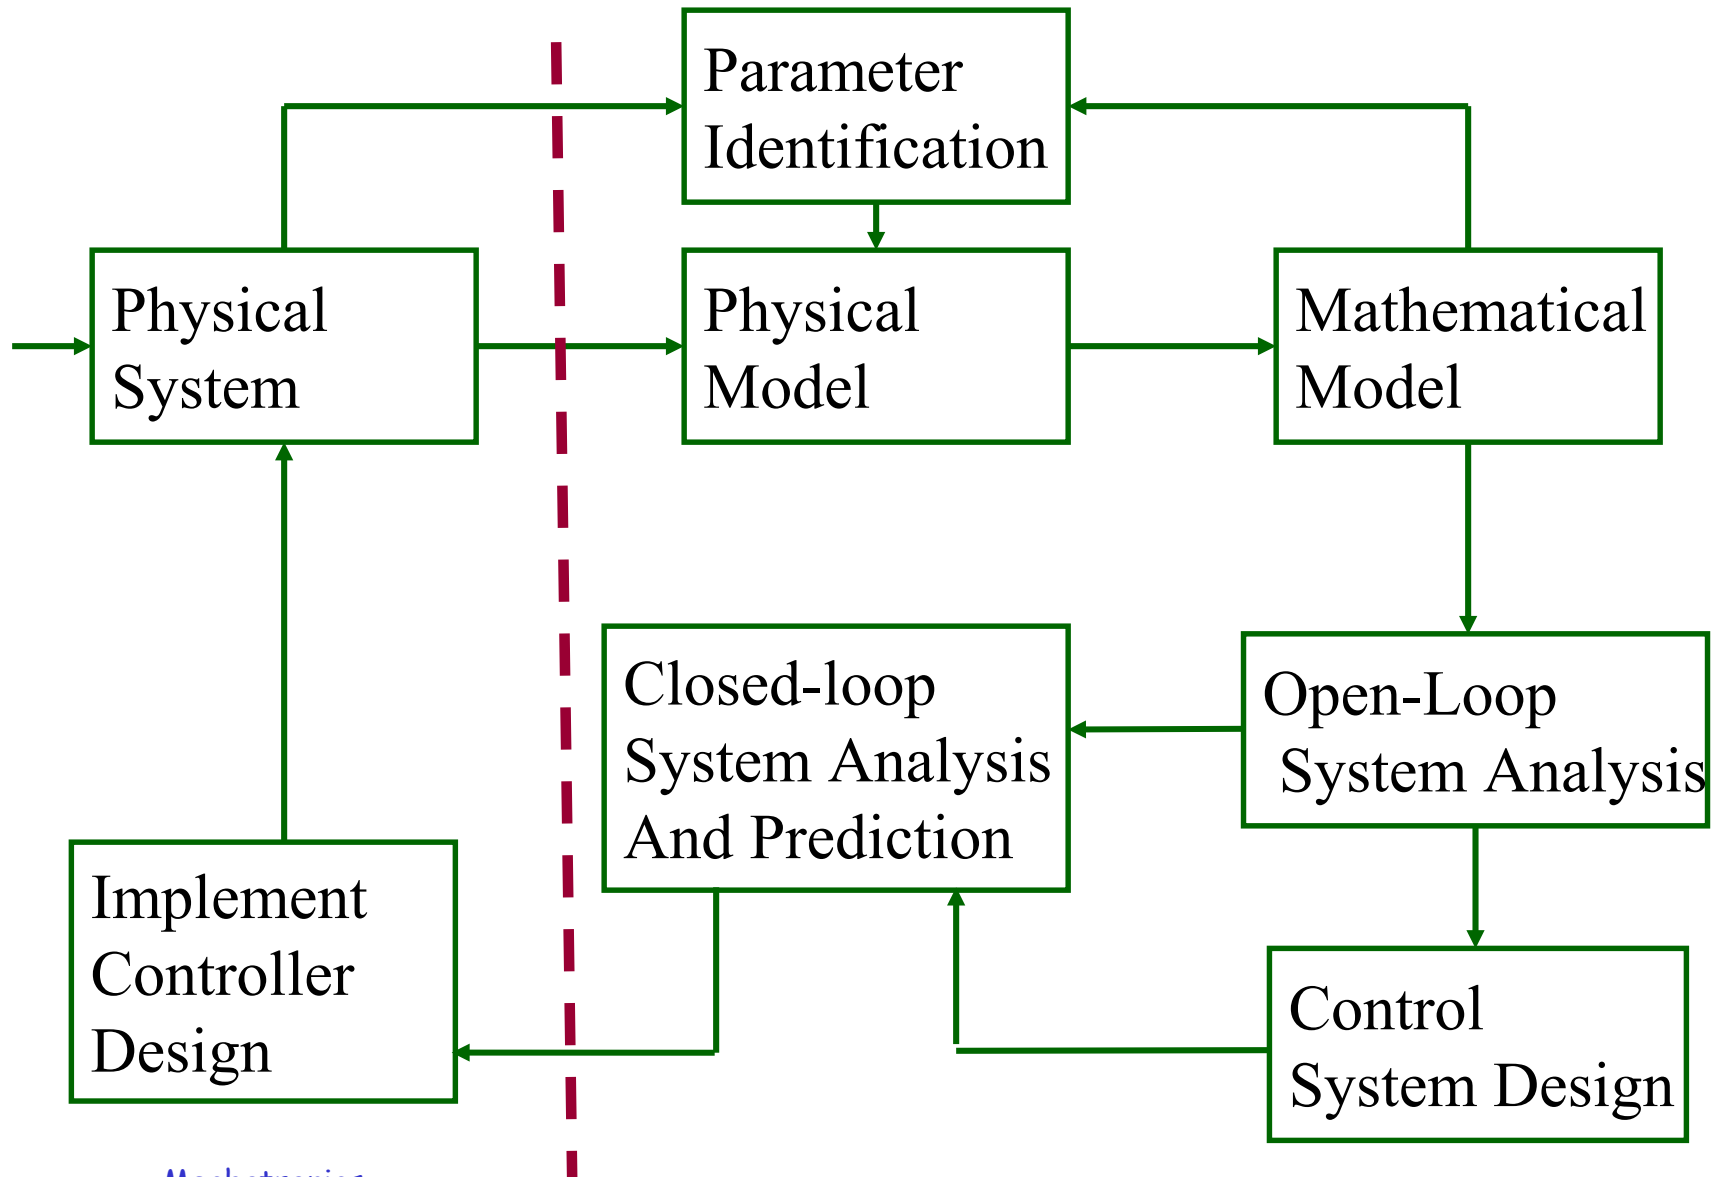 Parameter
Identification
Physical
System
Physical
Model
Mathematical
Model
Closed-loop
System Analysis
And Prediction
Open-Loop
System Analysis
Implement
Controller
Design
Control
System Design
Mechatronics